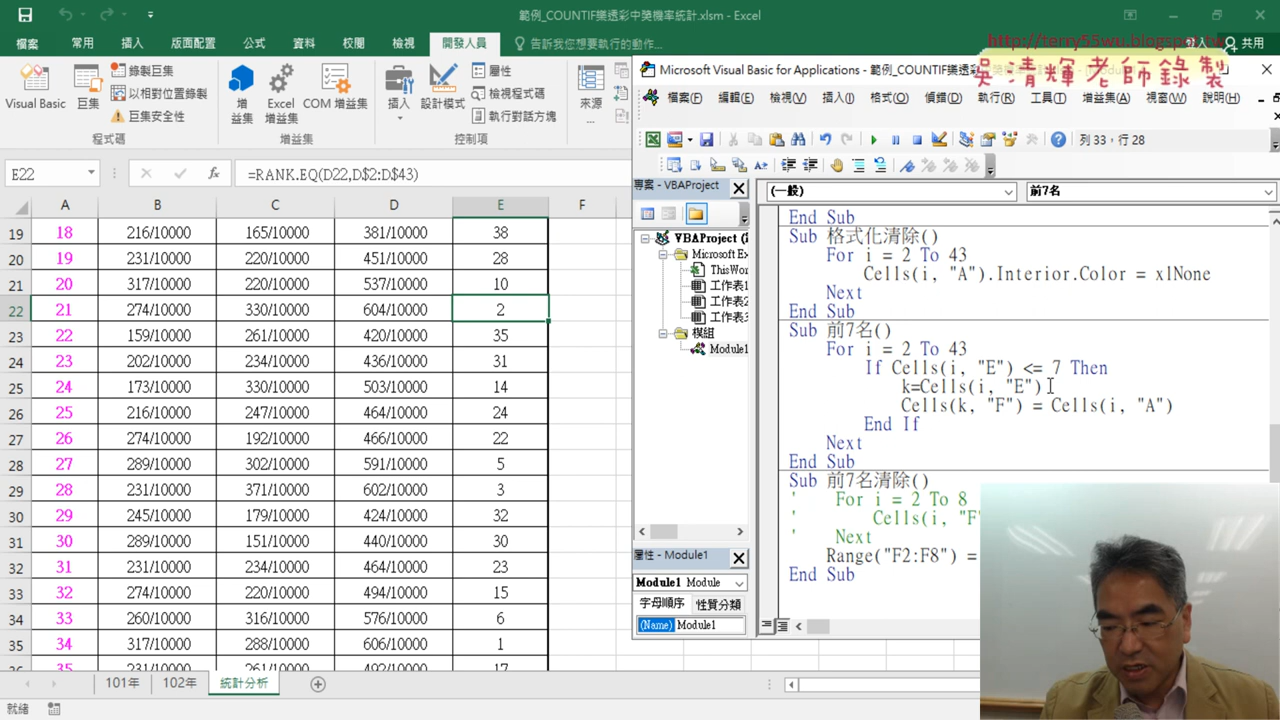 範例_COUNTIF樂透彩中獎機率統計.xlsm - Excel
檔案 常用 插入 版面配置 公式 資料 校閱 檢視 開發人員 告訴我您想要執行的動作... 登入 共用
http://terry55wu.blogspot.tw
吳清輝老師錄製
Visual Basic 巨集 錄製巨集 以相對位置錄製 巨集安全性 程式碼
增益集 Excel 增益集 COM 增益集 增益集
插入 設計模式 屬性 檢視程式碼 執行對話方塊 控制項
來源 ...
E22 =RANK.EQ(D22,D$2:D$43)
A B C D E F
19 18 216/10000 165/10000 381/10000 38
20 19 231/10000 220/10000 451/10000 28
21 20 317/10000 220/10000 537/10000 10
22 21 274/10000 330/10000 604/10000 2
23 22 159/10000 261/10000 420/10000 35
24 23 202/10000 234/10000 436/10000 31
25 24 173/10000 330/10000 503/10000 14
26 25 216/10000 247/10000 464/10000 24
27 26 274/10000 192/10000 466/10000 22
28 27 289/10000 302/10000 591/10000 5
29 28 231/10000 371/10000 602/10000 3
30 29 245/10000 179/10000 424/10000 32
31 30 289/10000 151/10000 440/10000 30
32 31 231/10000 234/10000 464/10000 23
33 32 274/10000 220/10000 494/10000 15
34 33 260/10000 316/10000 576/10000 6
35 34 317/10000 288/10000 606/10000 1
35 231/10000 261/10000 492/10000 17
101年 102年 統計分析
就緒
Microsoft Visual Basic for Applications - 範例_COUNTIF樂透彩
檔案(F) 編輯(E) 檢視(V) 插入(I) 格式(O) 偵錯(D) 執行(R) 工具(T) 增益集(A) 視窗(W) 說明(H)
列 33，行 28
專案 - VBAProject
VBAProject (
Microsoft Ex
ThisWor
工作表1
工作表2
工作表3
模組
Module1
屬性 - Module1
Module1 Module
字母順序 性質分類
(Name) Module1
(一般) 前7名
End Sub
Sub 格式化清除()
For i = 2 To 43
Cells(i, "A").Interior.Color = xlNone
Next
End Sub
Sub 前7名()
For i = 2 To 43
If Cells(i, "E") <= 7 Then
k=Cells(i, "E")
Cells(k, "F") = Cells(i, "A")
End If
Next
End Sub
Sub 前7名清除()
' For i = 2 To 8
' Cells(i, "F
' Next
Range("F2:F8") =
End Sub